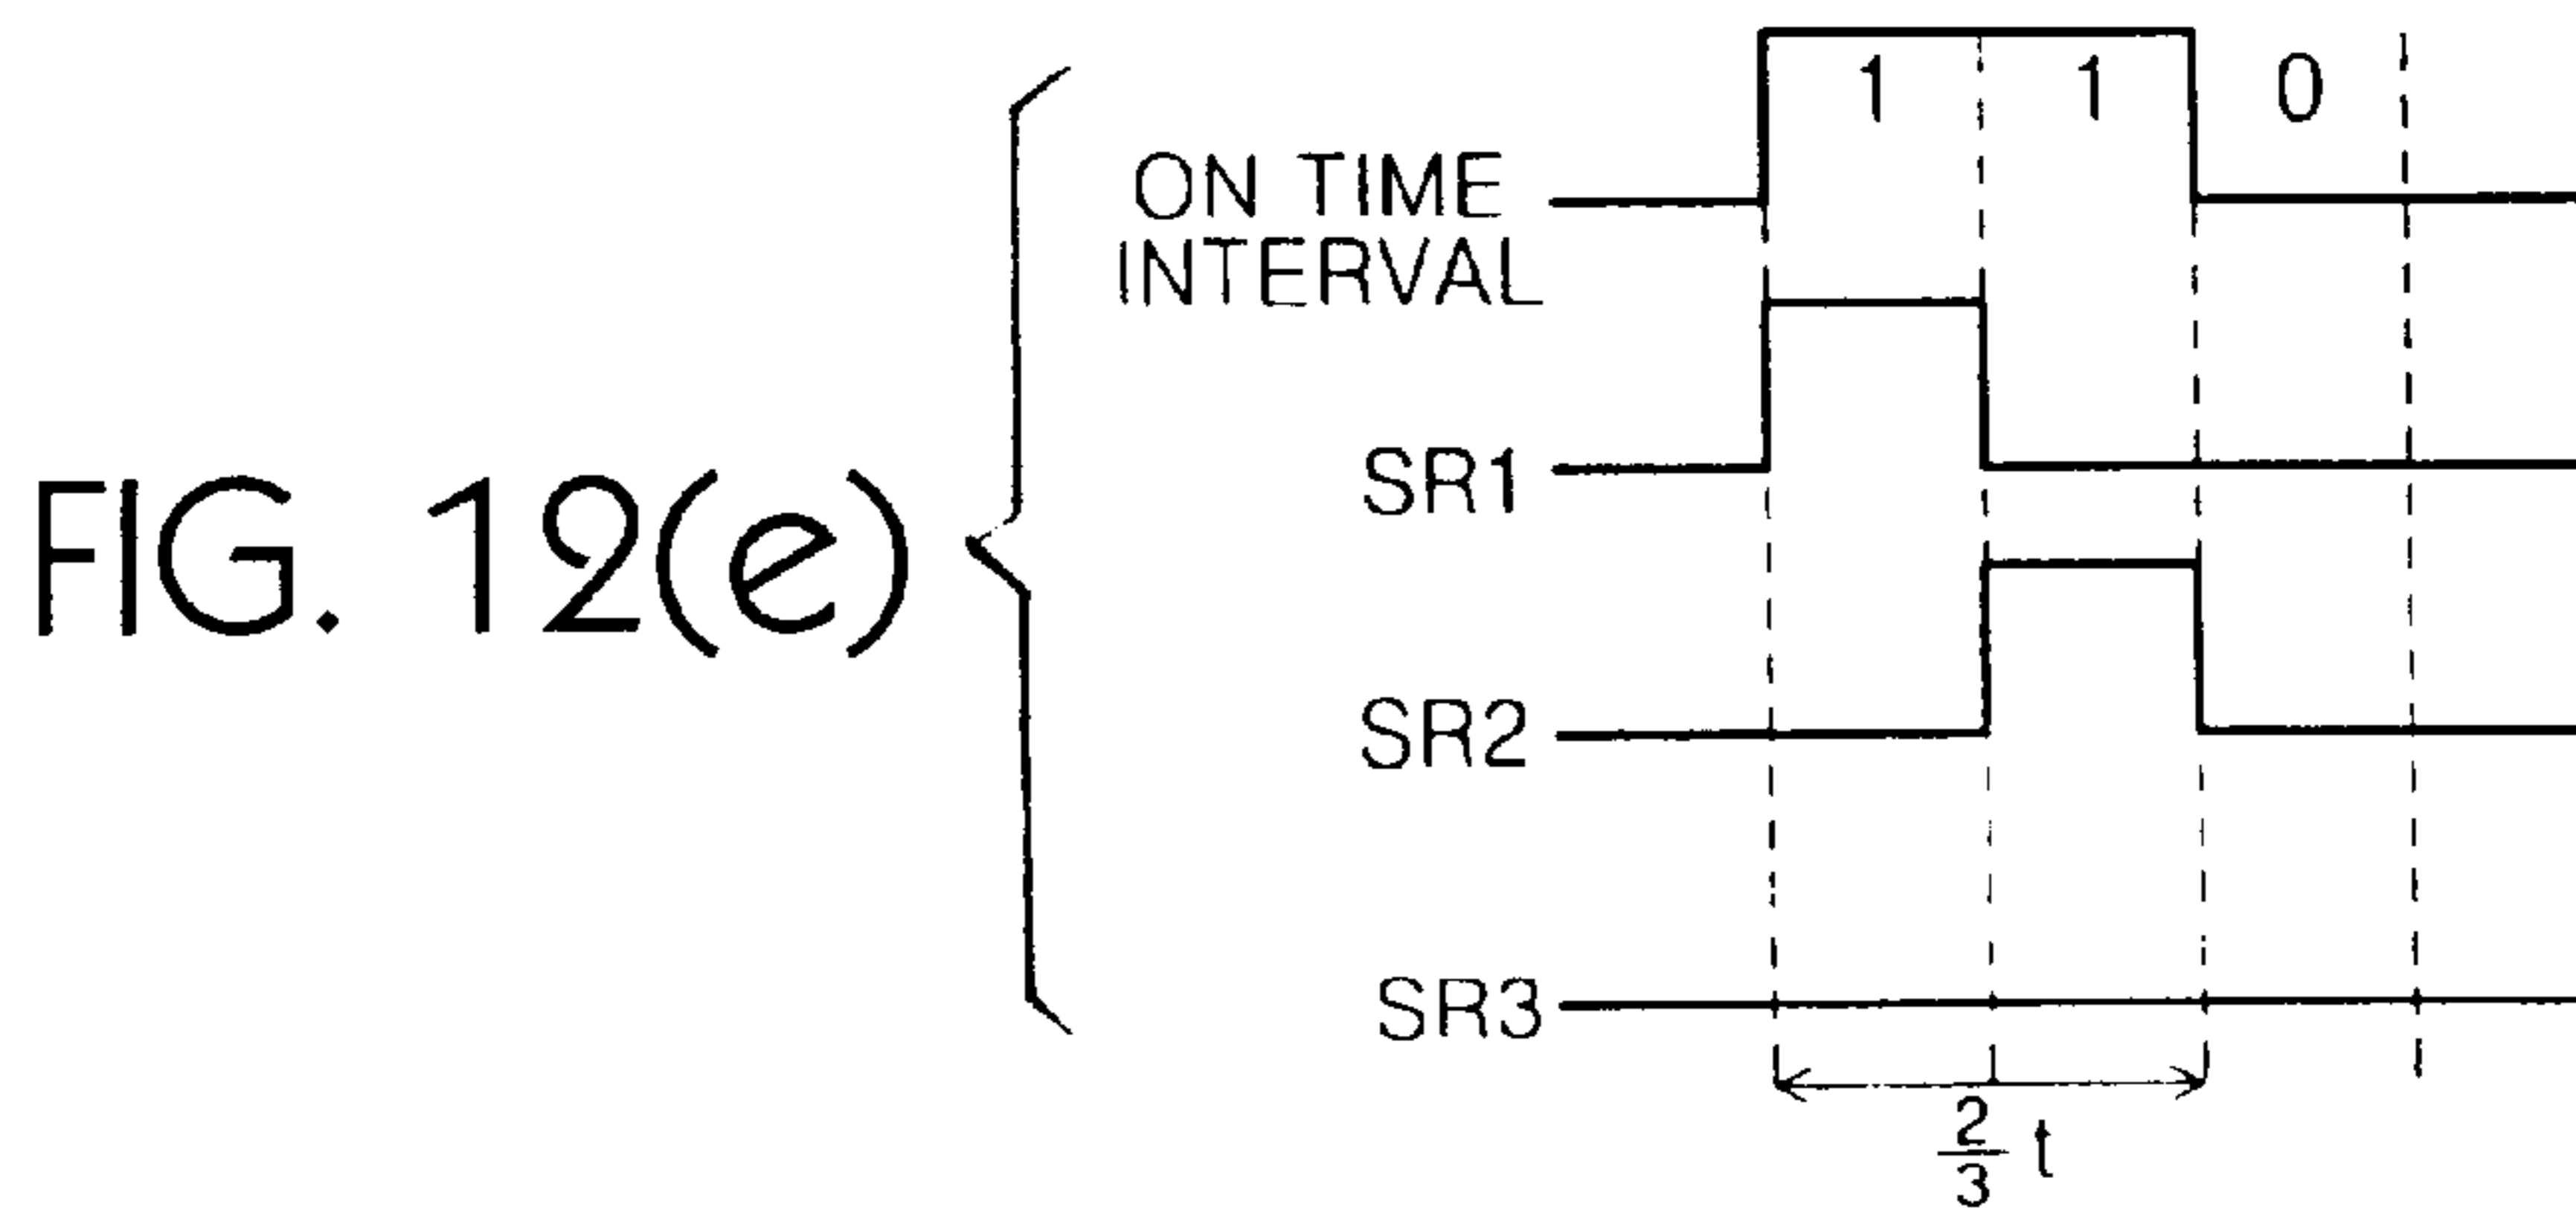 FIG. 12(e)
ON TIME
INTERVAL
1 1 0
SR1
SR2
SR3
2/3 t